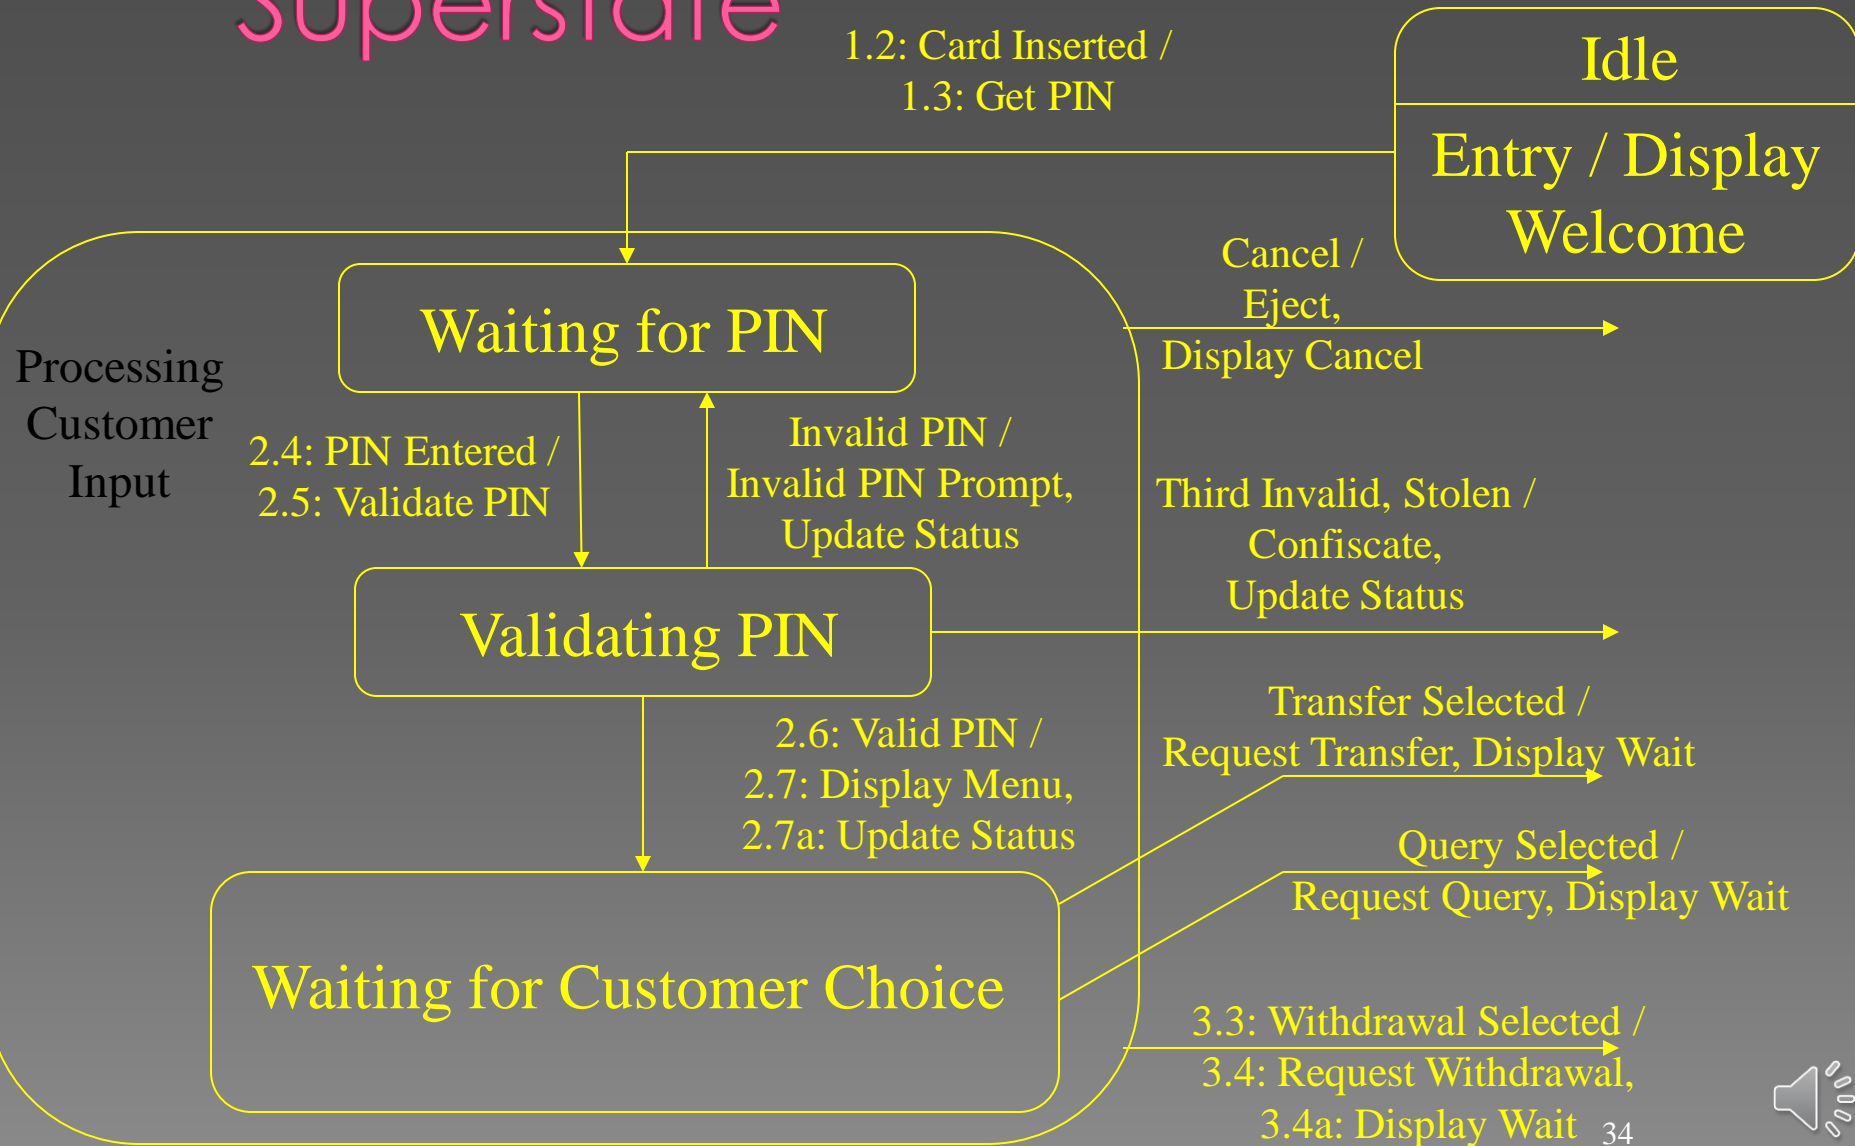 Superstate
1.2: Card Inserted /
1.3: Get PIN
Idle
Entry / Display
Welcome
Cancel /
Eject,
Display Cancel
Waiting for PIN
Processing
Customer
Input
2.4: PIN Entered /
2.5: Validate PIN
Invalid PIN /
Invalid PIN Prompt,
Update Status
Third Invalid, Stolen /
Confiscate,
Update Status
Validating PIN
2.6: Valid PIN /
2.7: Display Menu,
2.7a: Update Status
Transfer Selected /
Request Transfer, Display Wait
Query Selected /
Request Query, Display Wait
Waiting for Customer Choice
3.3: Withdrawal Selected /
3.4: Request Withdrawal,
3.4a: Display Wait
34